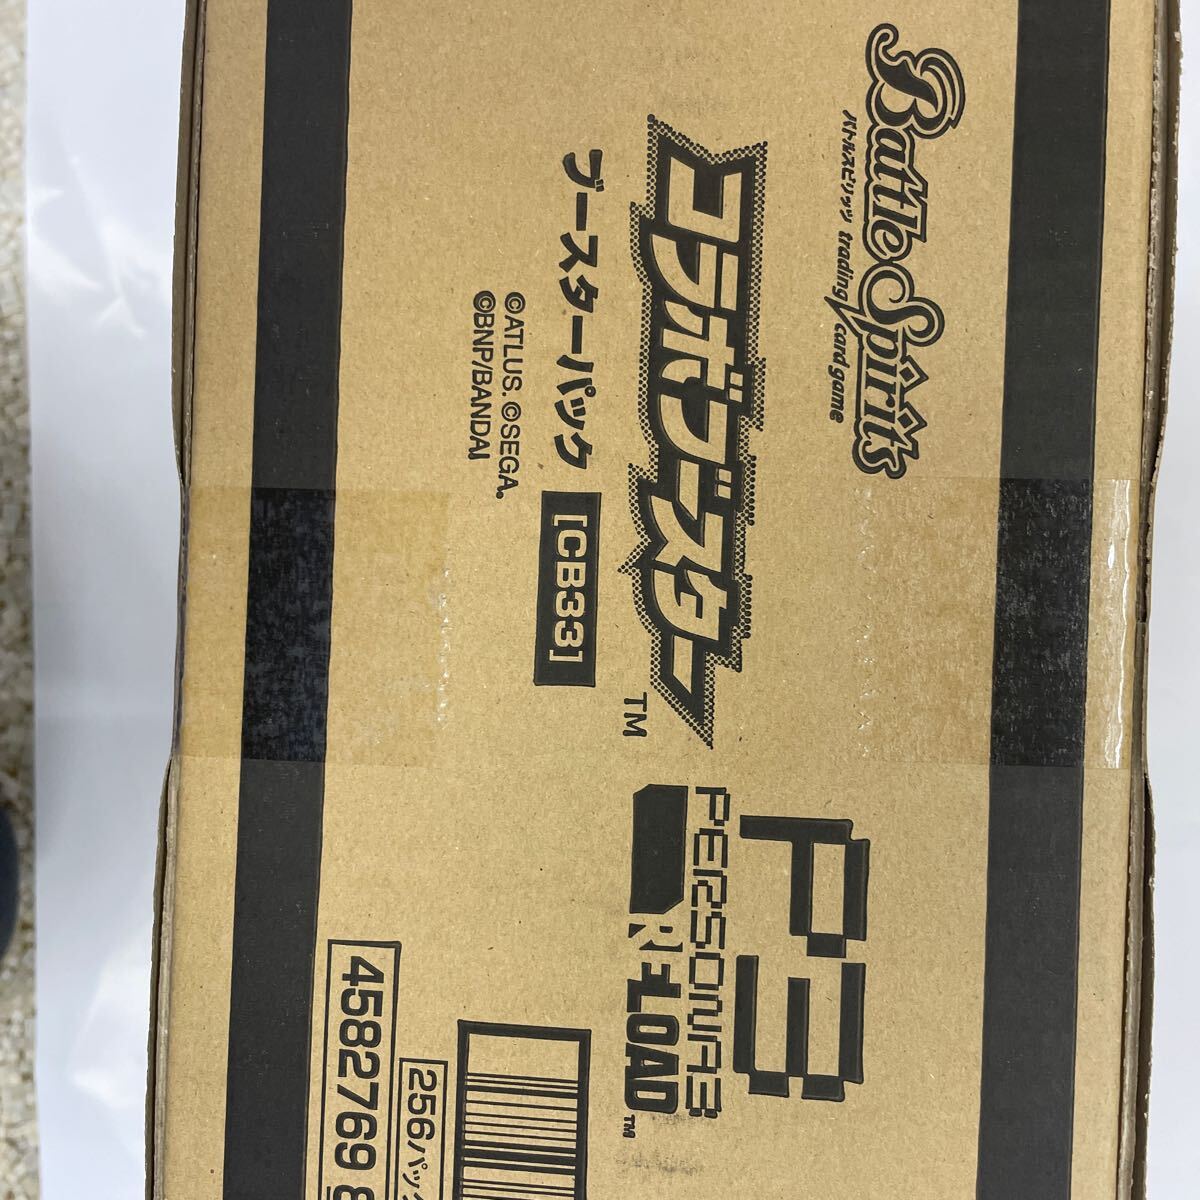 Battle Spirits
バトルスピリッツ trading card game
コラボブースター
TM
ブースターパック [CB33]
©ATLUS. ©SEGA.
©BNP/BANDAI
P3
PERSONA3
RELOAD
TM
256パック
4582769